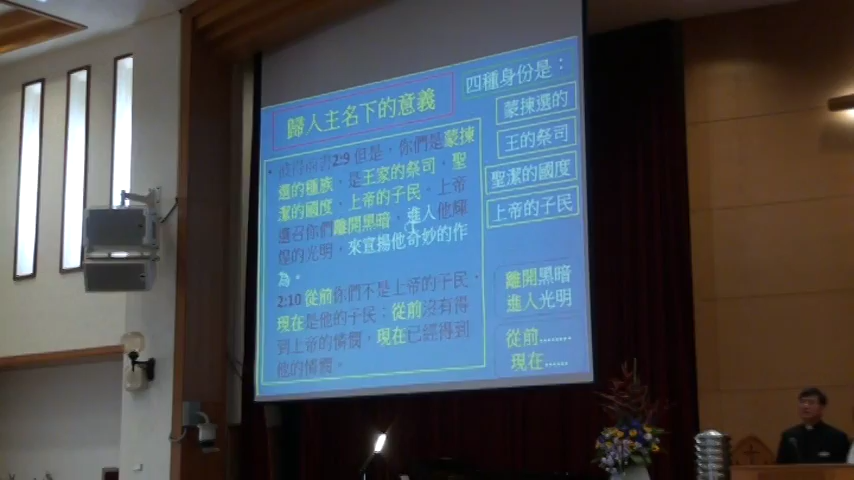 歸入主名下的意義
彼得前書2:9 但是，你們是蒙揀
選的種族，是王家的祭司，聖
潔的國度，上帝的子民。上帝
選召你們離開黑暗，進入他輝
煌的光明，來宣揚他奇妙的作
為。
2:10 從前你們不是上帝的子民，
現在是他的子民；從前沒有得
到上帝的憐憫，現在已經得到
他的憐憫。
四種身份是：
蒙揀選的
王的祭司
聖潔的國度
上帝的子民
離開黑暗
進入光明
從前........
現在......